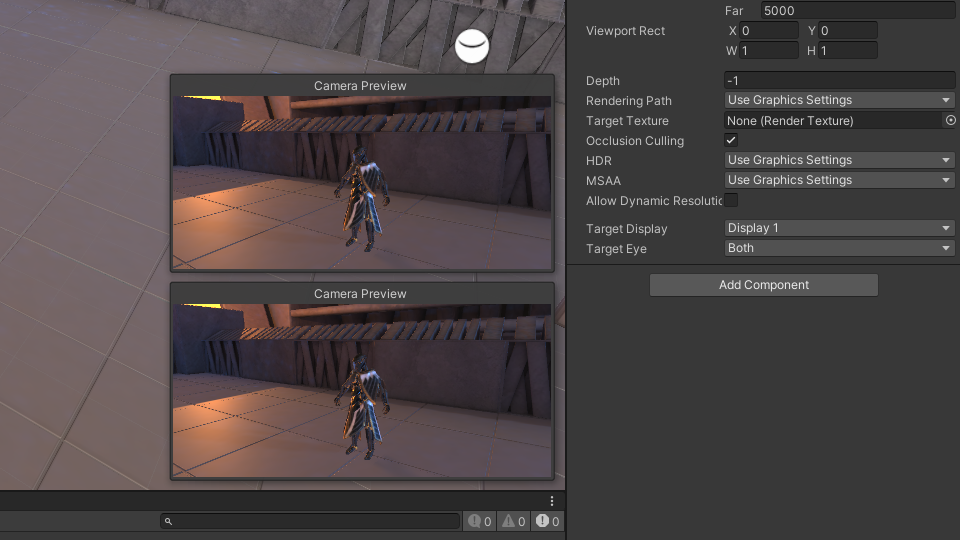 Far 5000
Viewport Rect X 0 Y 0
W 1 H 1
Depth -1
Rendering Path Use Graphics Settings
Target Texture None (Render Texture)
Occlusion Culling
HDR Use Graphics Settings
MSAA Use Graphics Settings
Allow Dynamic Resolutic
Target Display Display 1
Target Eye Both
Add Component
Camera Preview
Camera Preview
0 0 0